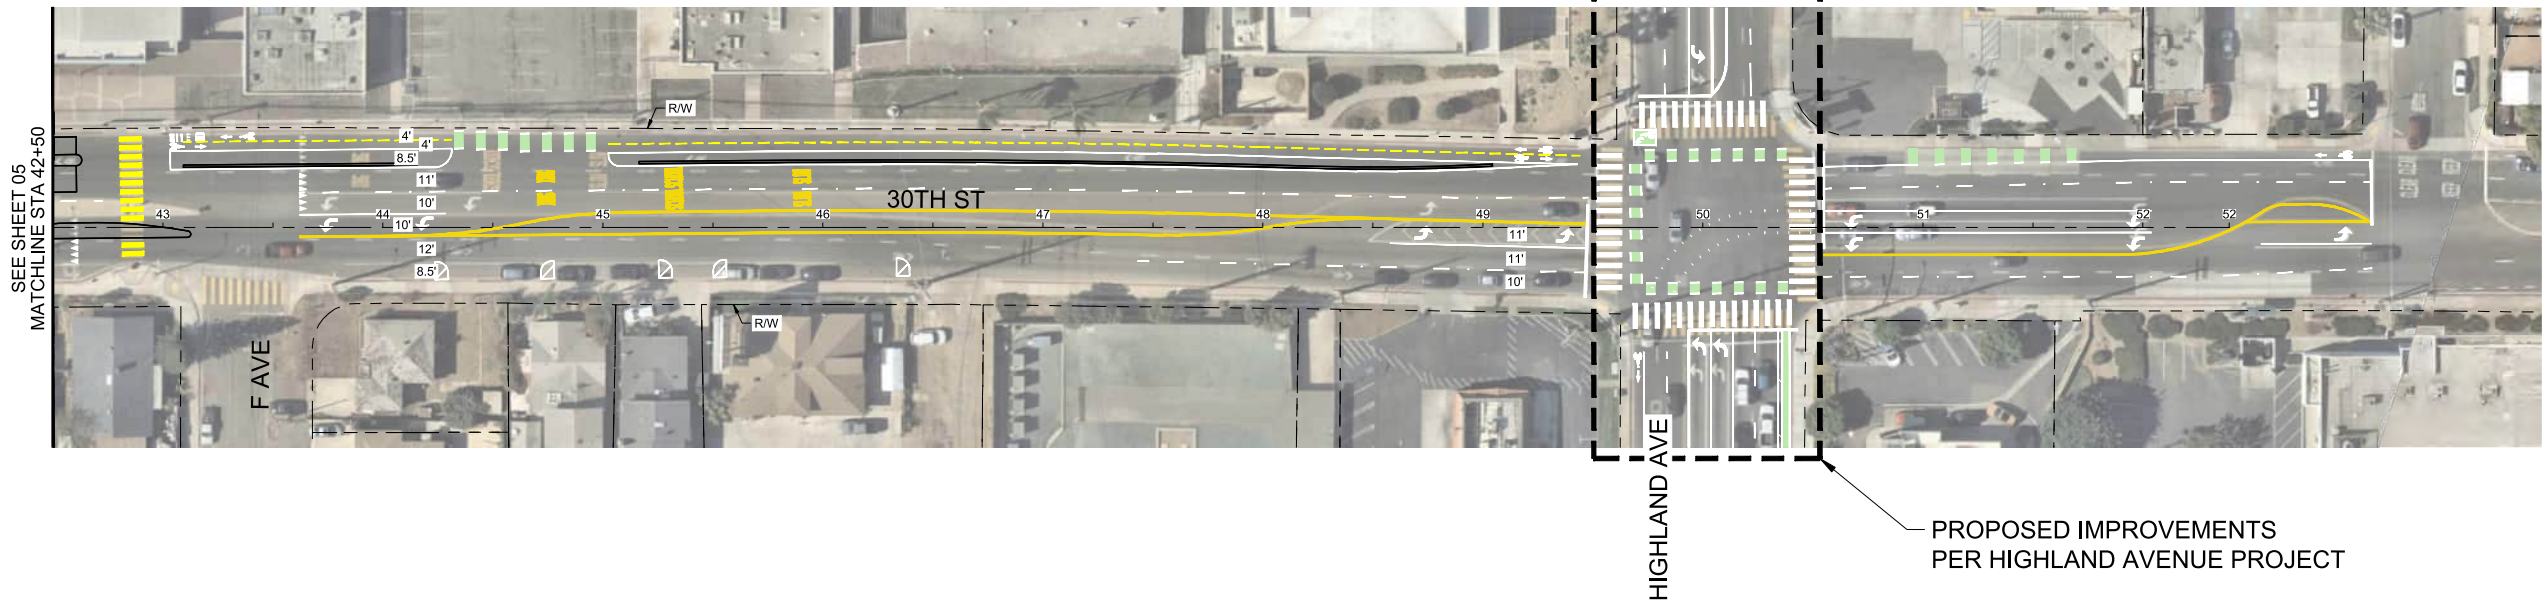 SEE SHEET 05
MATCHLINE STA 42+50
R/W
4'
4'
8.5'
11'
10'
10'
12'
8.5'
30TH ST
43
44
45
46
47
48
49
50
51
52
52
11'
11'
10'
R/W
F AVE
HIGHLAND AVE
PROPOSED IMPROVEMENTS
PER HIGHLAND AVENUE PROJECT